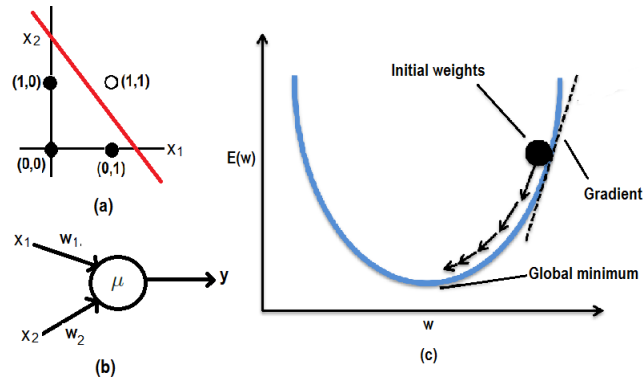 x₂
(1,0)
(1,1)
x₁
(0,0)
(0,1)
(a)
x₁
w₁.
μ
y
x₂
w₂
(b)
Initial weights
E(w)
Gradient
Global minimum
w
(c)